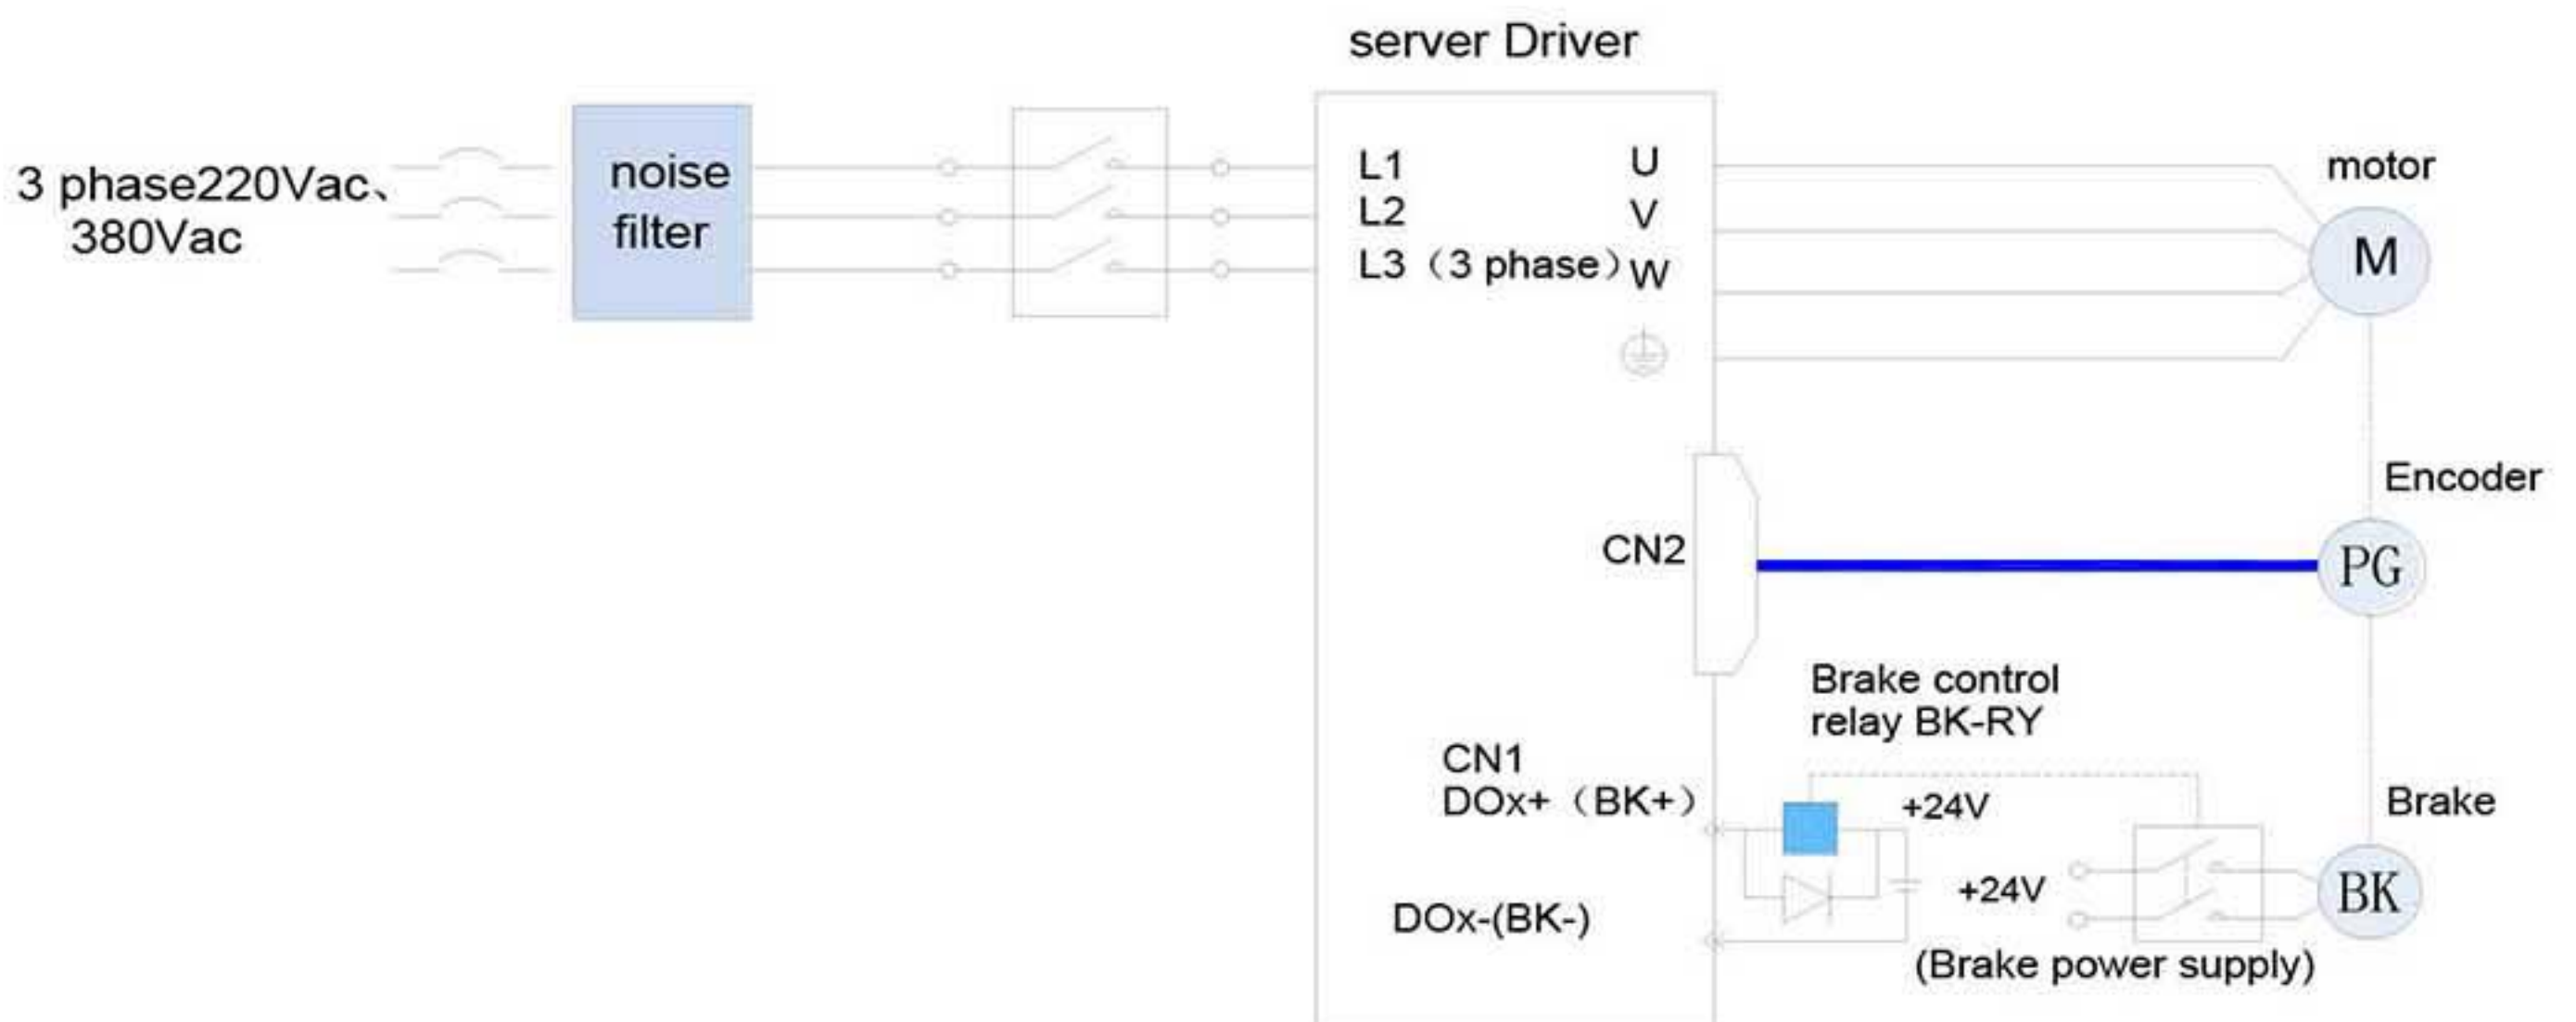 server Driver
3 phase220Vac、
380Vac
noise
filter
L1
L2
L3（3 phase）
U
V
W
motor
M
Encoder
CN2
PG
Brake control
relay BK-RY
CN1
DOx+（BK+）
+24V
Brake
+24V
BK
DOx-(BK-)
(Brake power supply)